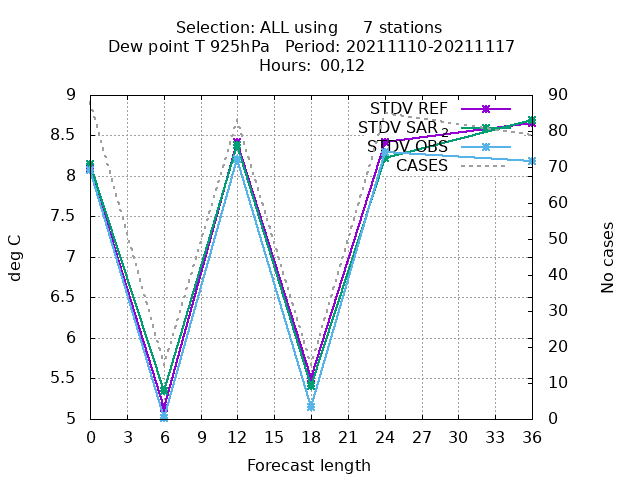 Selection: ALL using     7 stations
Dew point T 925hPa   Period: 20211110-20211117
Hours: 00,12
9
8.5
8
7.5
7
6.5
6
5.5
5
90
80
70
60
50
40
30
20
10
0
STDV REF
STDV SAR 2
STDV OBS
CASES
deg C
No cases
0 3 6 9 12 15 18 21 24 27 30 33 36
Forecast length